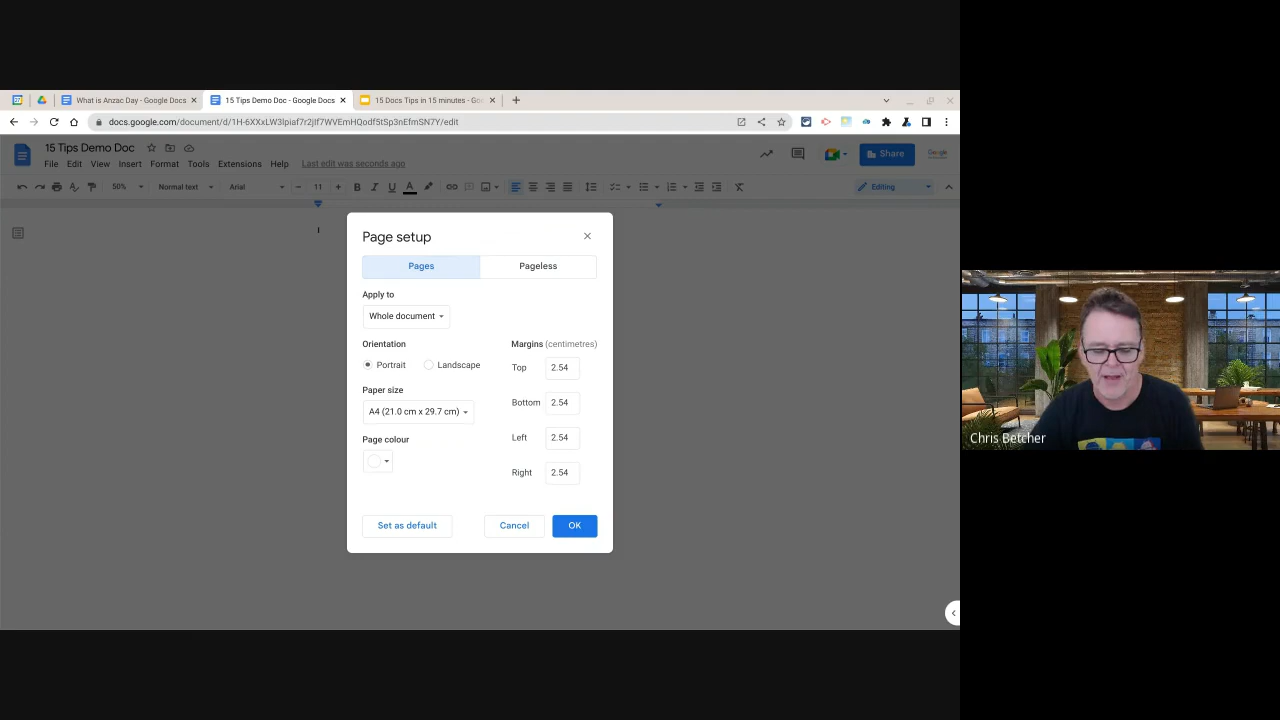 What is Anzac Day - Google Docs
15 Tips Demo Doc - Google Docs
15 Docs Tips in 15 minutes - Go
docs.google.com/document/d/1H-6XXxLW3Ipiaf7r2jIf7WVEmHQodfStSp3nEfmSN7Y/edit
15 Tips Demo Doc
File Edit View Insert Format Tools Extensions Help Last edit was seconds ago
Share
Google
50% Normal text Arial 11 B I U A Editing
Page setup
Pages Pageless
Apply to
Whole document
Orientation
Portrait Landscape
Margins (centimetres)
Top 2.54
Paper size
A4 (21.0 cm x 29.7 cm)
Bottom 2.54
Page colour
Left 2.54
Right 2.54
Set as default Cancel OK
Chris Betcher